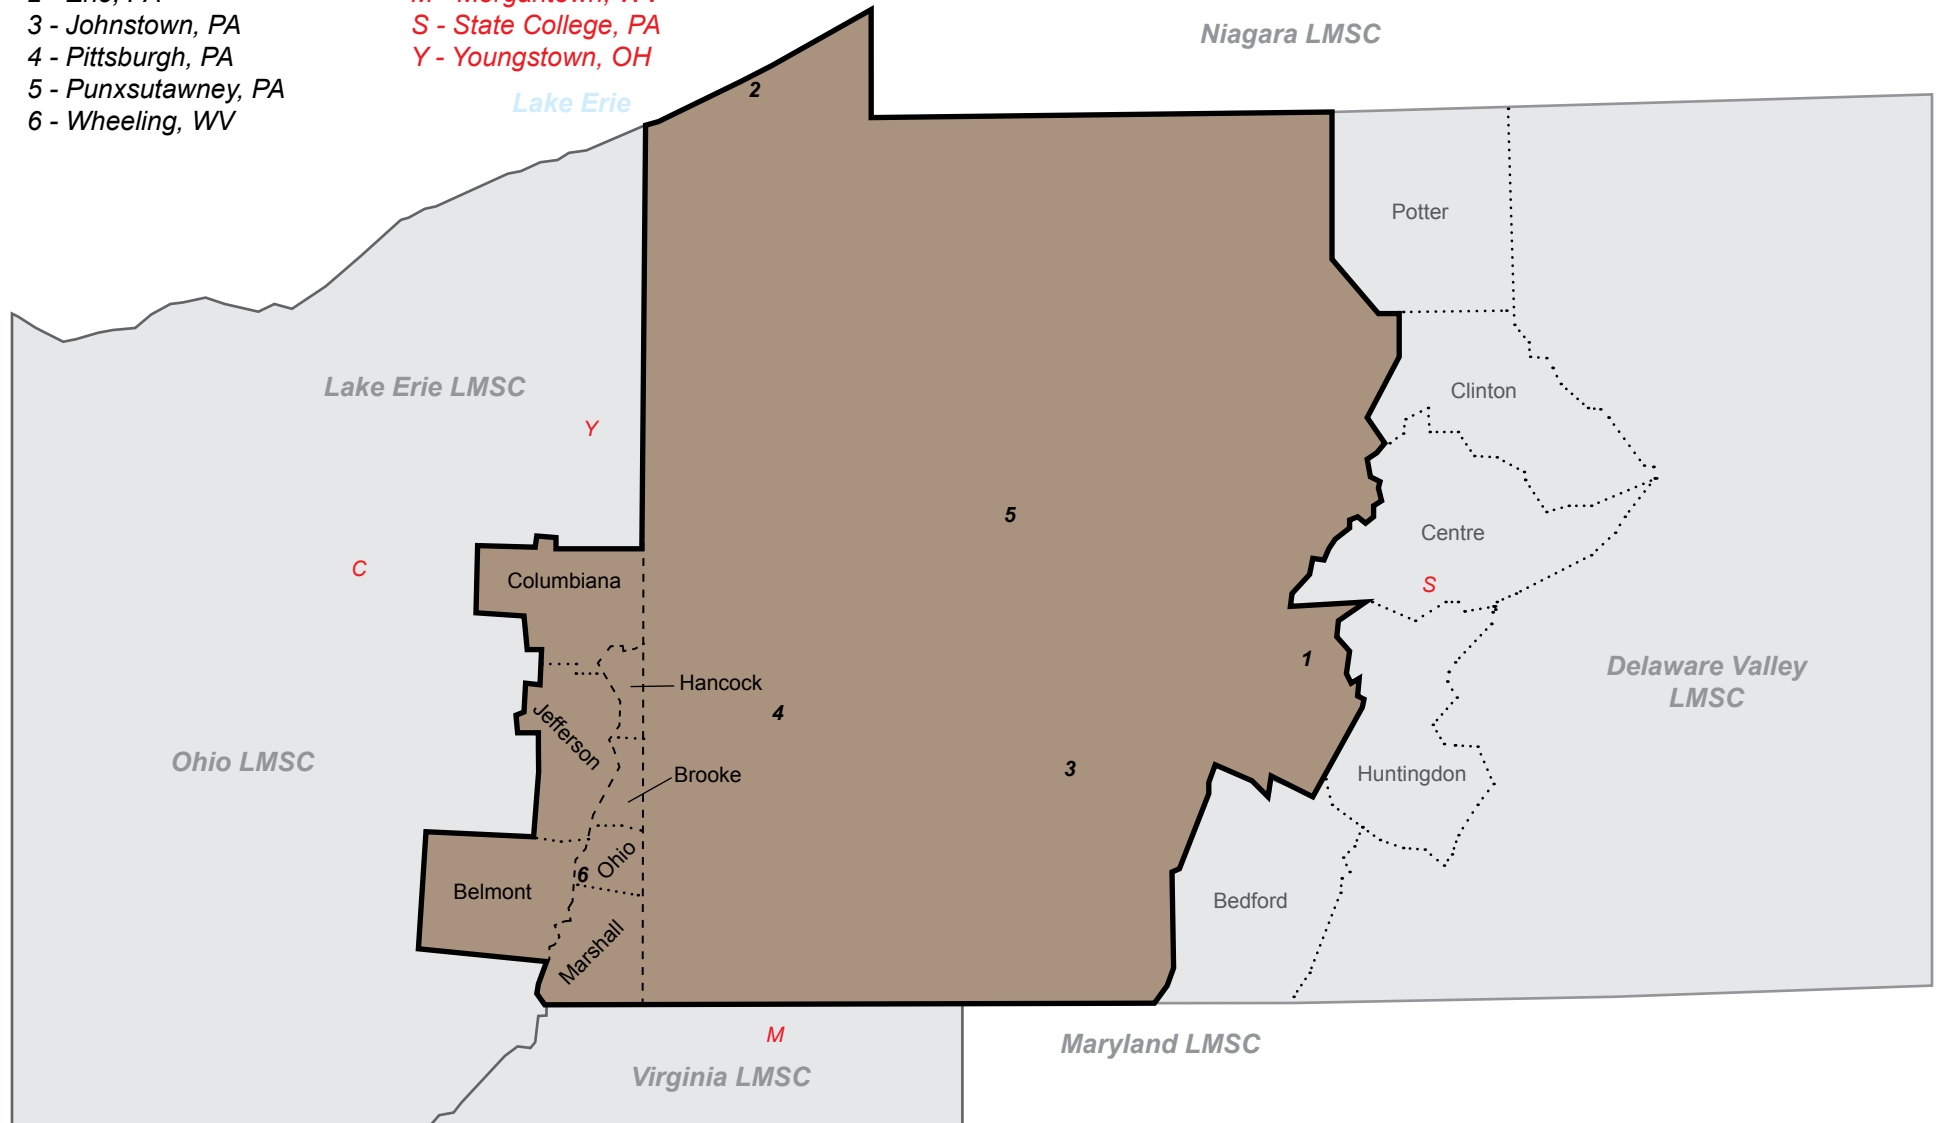 3 - Johnstown, PA
4 - Pittsburgh, PA
5 - Punxsutawney, PA
6 - Wheeling, WV
S - State College, PA
Y - Youngstown, OH
Niagara LMSC
Lake Erie
2
Potter
Lake Erie LMSC
Clinton
Y
5
Centre
C
Columbiana
S
1
Delaware Valley
LMSC
Hancock
4
Jefferson
Ohio LMSC
3
Brooke
Huntingdon
Ohio
6
Belmont
Bedford
Marshall
M
Maryland LMSC
Virginia LMSC